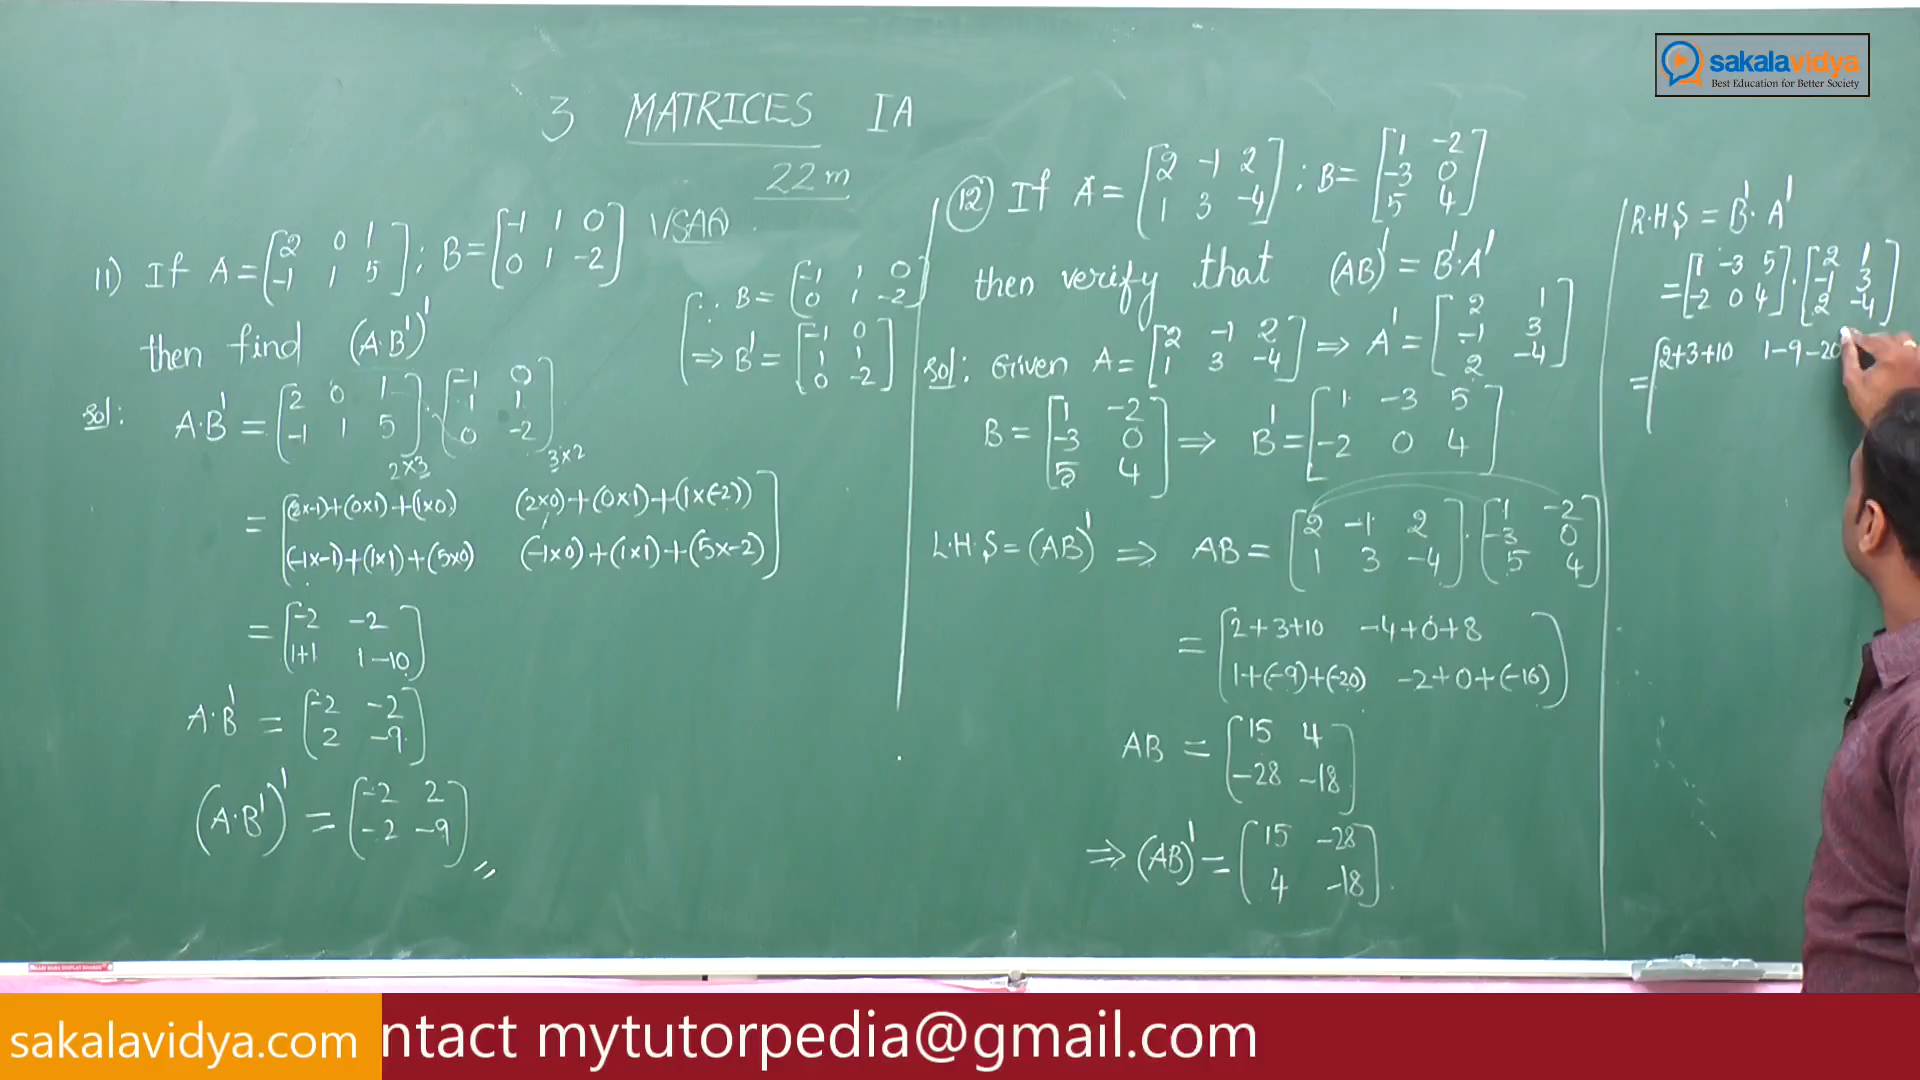 sakalavidya
Best Education for Better Society
3 MATRICES IA
22m
11) If A = [2 0 1; -1 1 5] ; B = [-1 1 0; 0 1 -2] VSAQ.
then find (A·B')'
∴ B = [-1 1 0; 0 1 -2]
⇒ B' = [-1 0; 1 1; 0 -2]
Sol: A·B' = [2 0 1; -1 1 5] [-1 0; 1 1; 0 -2]
2×3 3×2
= [(2×-1)+(0×1)+(1×0) (2×0)+(0×1)+(1×(-2)); (-1×-1)+(1×1)+(5×0) (-1×0)+(1×1)+(5×-2)]
= [-2 -2; 1+1 1-10]
A·B' = [-2 -2; 2 -9]
(A·B')' = [-2 2; -2 -9] //
12 If A = [2 -1 2; 1 3 -4] ; B = [1 -2; -3 0; 5 4]
then verify that (AB)' = B'A'
Sol: Given A = [2 -1 2; 1 3 -4] ⇒ A' = [2 1; -1 3; 2 -4]
B = [1 -2; -3 0; 5 4] ⇒ B' = [1 -3 5; -2 0 4]
L.H.S = (AB)' ⇒ AB = [2 -1 2; 1 3 -4] · [1 -2; -3 0; 5 4]
= [2+3+10 -4+0+8; 1+(-9)+(-20) -2+0+(-16)]
AB = [15 4; -28 -18]
⇒ (AB)' = [15 -28; 4 -18].
R.H.S = B'·A'
= [1 -3 5; -2 0 4] · [2 1; -1 3; 2 -4]
= [2+3+10 1-9-20
sakalavidya.com
ntact mytutorpedia@gmail.com